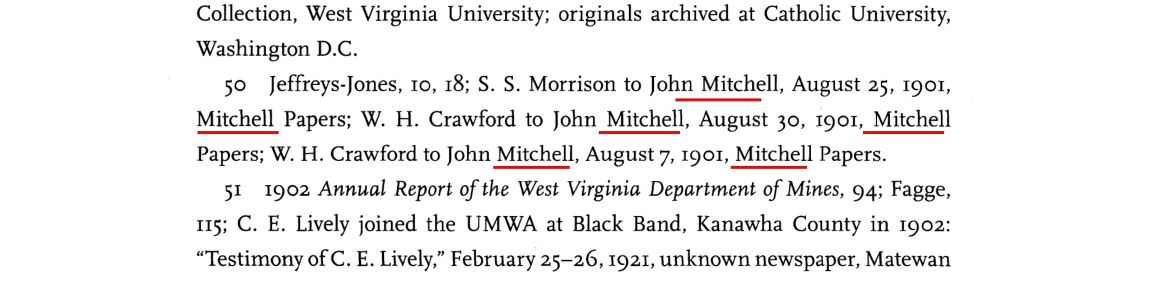 Collection, West Virginia University; originals archived at Catholic University,
Washington D.C.
50 Jeffreys-Jones, 10, 18; S. S. Morrison to John Mitchell, August 25, 1901,
Mitchell Papers; W. H. Crawford to John Mitchell, August 30, 1901, Mitchell
Papers; W. H. Crawford to John Mitchell, August 7, 1901, Mitchell Papers.
51 1902 Annual Report of the West Virginia Department of Mines, 94; Fagge,
115; C. E. Lively joined the UMWA at Black Band, Kanawha County in 1902:
“Testimony of C. E. Lively,” February 25–26, 1921, unknown newspaper, Matewan